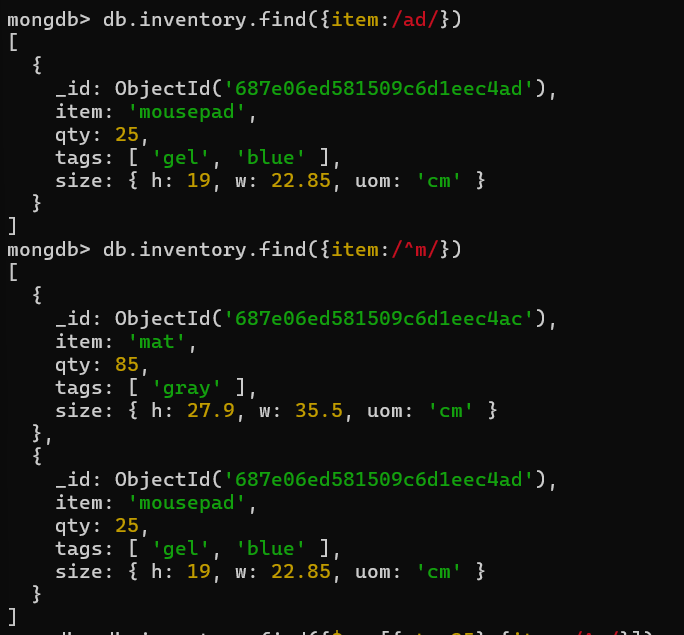 mongdb> db.inventory.find({item:/ad/})
[
  {
    _id: ObjectId('687e06ed581509c6d1eec4ad'),
    item: 'mousepad',
    qty: 25,
    tags: [ 'gel', 'blue' ],
    size: { h: 19, w: 22.85, uom: 'cm' }
  }
]
mongdb> db.inventory.find({item:/^m/})
[
  {
    _id: ObjectId('687e06ed581509c6d1eec4ac'),
    item: 'mat',
    qty: 85,
    tags: [ 'gray' ],
    size: { h: 27.9, w: 35.5, uom: 'cm' }
  },
  {
    _id: ObjectId('687e06ed581509c6d1eec4ad'),
    item: 'mousepad',
    qty: 25,
    tags: [ 'gel', 'blue' ],
    size: { h: 19, w: 22.85, uom: 'cm' }
  }
]